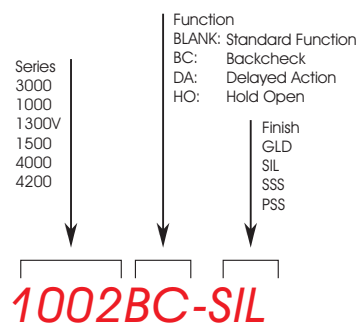 Function
BLANK: Standard Function
BC: Backcheck
DA: Delayed Action
HO: Hold Open
Series
3000
1000
1300V
1500
4000
4200
Finish
GLD
SIL
SSS
PSS
1002BC-SIL